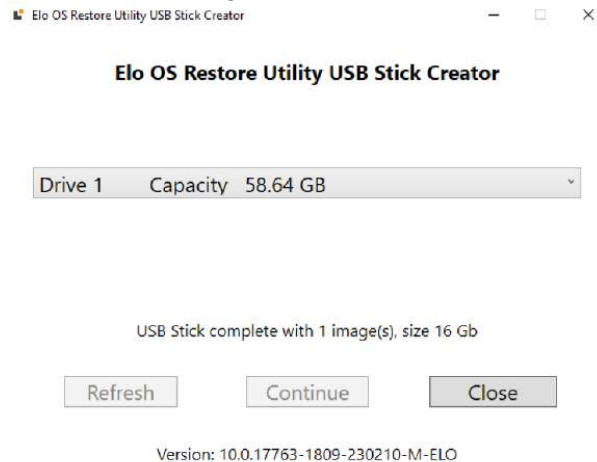 Elo OS Restore Utility USB Stick Creator
Elo OS Restore Utility USB Stick Creator
Drive 1 Capacity 58.64 GB
USB Stick complete with 1 image(s), size 16 Gb
Refresh Continue Close
Version: 10.0.17763-1809-230210-M-ELO